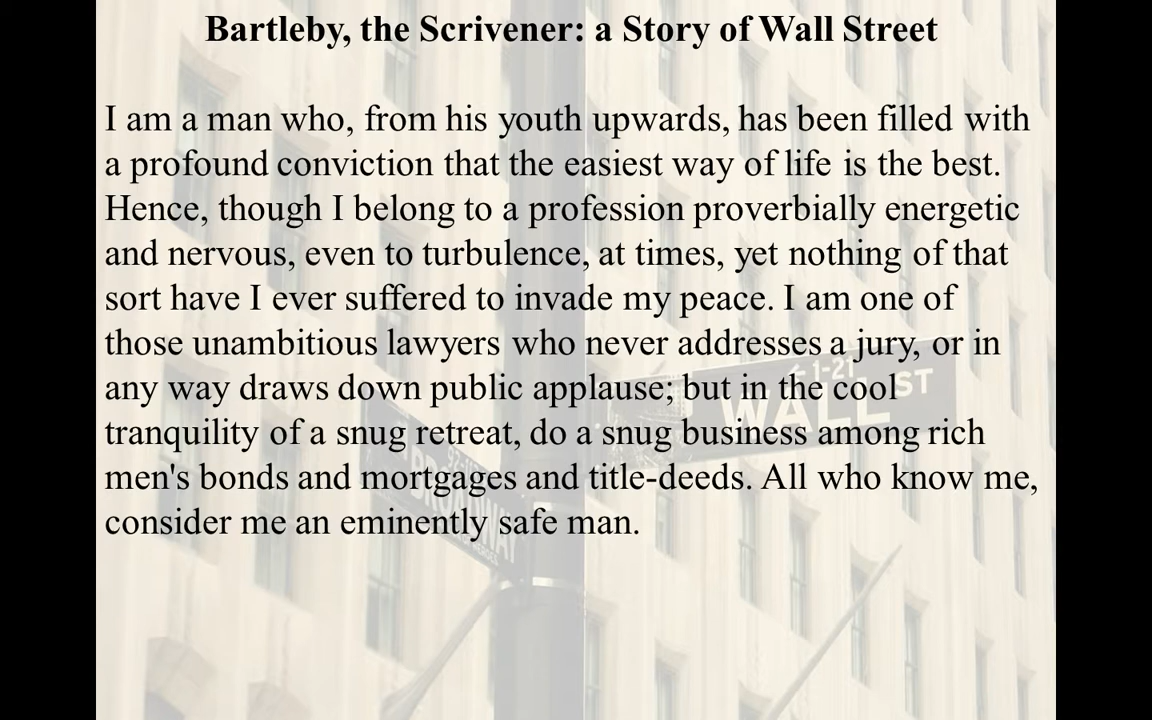 Bartleby, the Scrivener: a Story of Wall Street
I am a man who, from his youth upwards, has been filled with
a profound conviction that the easiest way of life is the best.
Hence, though I belong to a profession proverbially energetic
and nervous, even to turbulence, at times, yet nothing of that
sort have I ever suffered to invade my peace. I am one of
those unambitious lawyers who never addresses a jury, or in
any way draws down public applause; but in the cool
tranquility of a snug retreat, do a snug business among rich
men's bonds and mortgages and title-deeds. All who know me,
consider me an eminently safe man.
← 1-21
WALL ST
BROADWAY